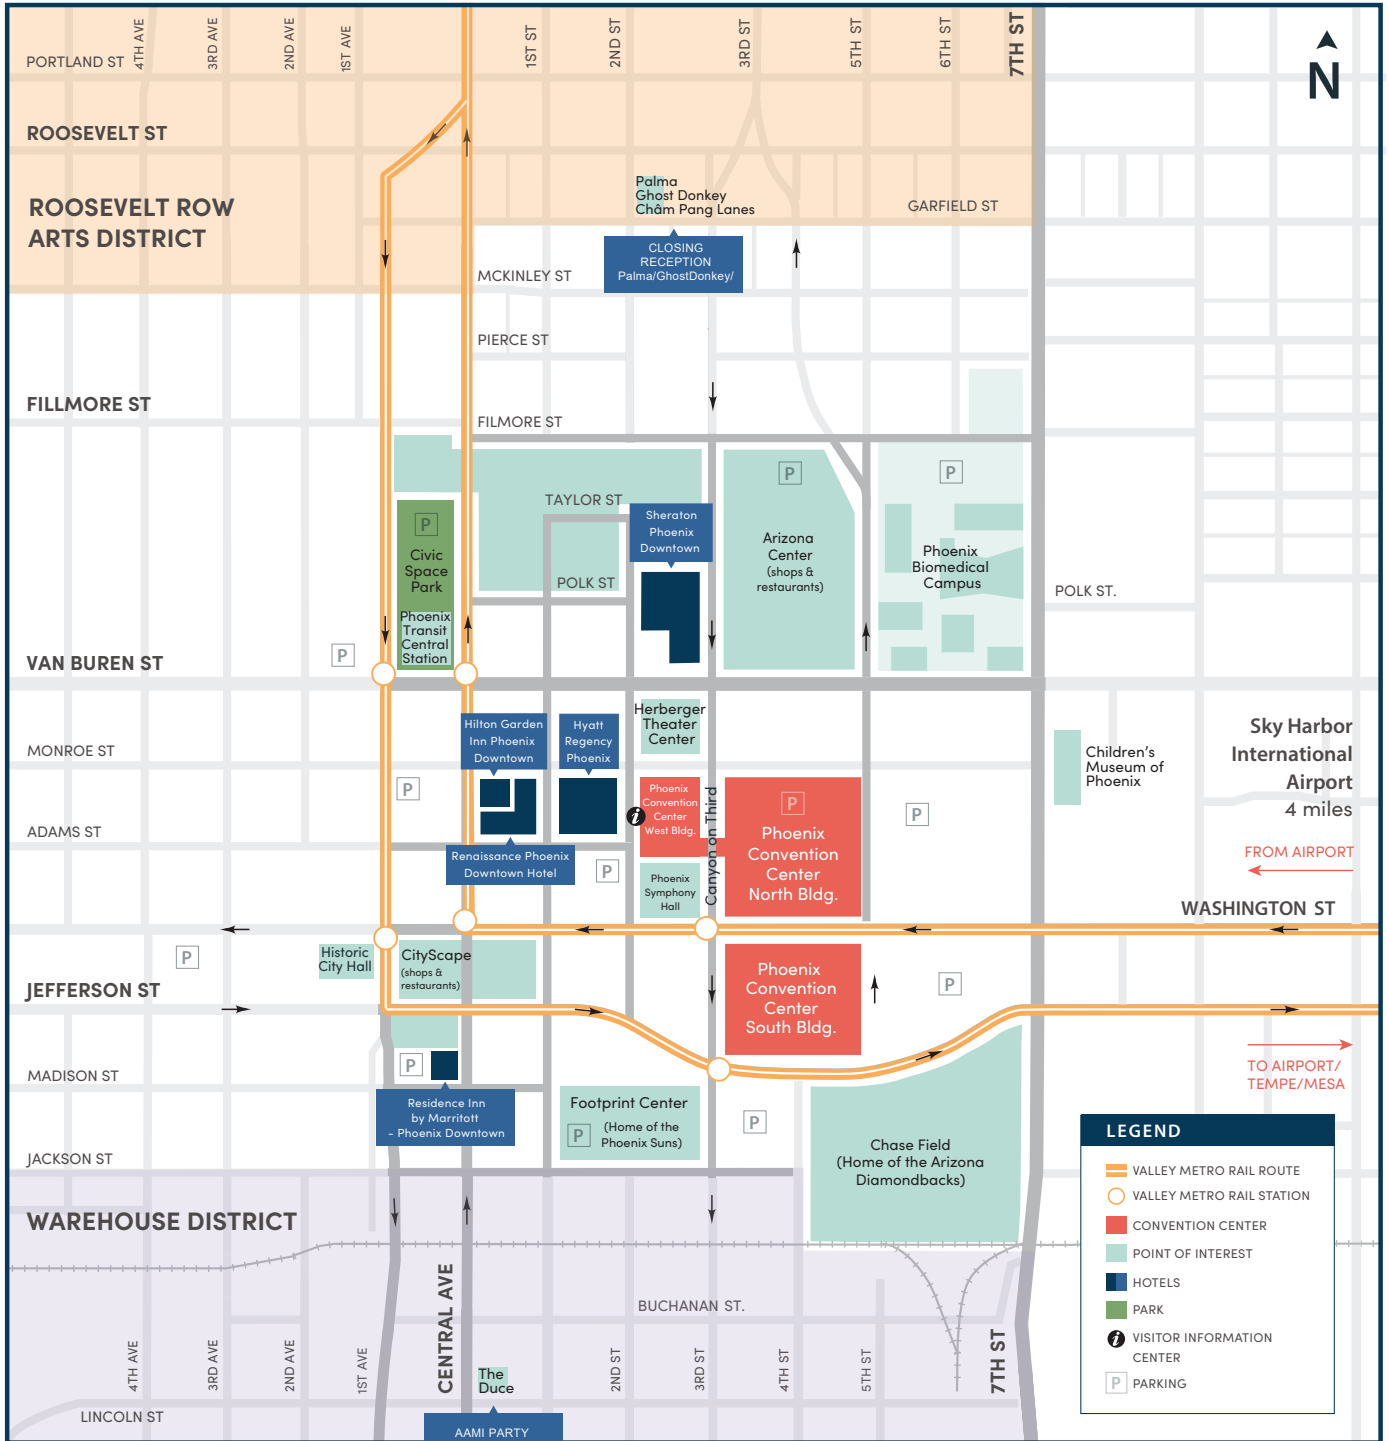 4TH AVE
3RD AVE
2ND AVE
1ST AVE
1ST ST
2ND ST
3RD ST
5TH ST
6TH ST
7TH ST
N
PORTLAND ST
ROOSEVELT ST
ROOSEVELT ROW
ARTS DISTRICT
Palma
Ghost Donkey
Châm Pang Lanes
GARFIELD ST
CLOSING
RECEPTION
Palma/GhostDonkey/
MCKINLEY ST
PIERCE ST
FILLMORE ST
FILMORE ST
P
P
TAYLOR ST
Sheraton
Phoenix
Downtown
P
Civic
Space
Park
Arizona
Center
(shops &
restaurants)
Phoenix
Biomedical
Campus
POLK ST
POLK ST.
Phoenix
Transit
Central
Station
P
VAN BUREN ST
Herberger
Theater
Center
Hilton Garden
Inn Phoenix
Downtown
Hyatt
Regency
Phoenix
Sky Harbor
International
Airport
4 miles
MONROE ST
Children's
Museum of
Phoenix
P
Phoenix
Convention
Center
West Bldg.
i
Canyon on Third
P
Phoenix
Convention
Center
North Bldg.
P
ADAMS ST
Renaissance Phoenix
Downtown Hotel
P
Phoenix
Symphony
Hall
FROM AIRPORT
WASHINGTON ST
P
Historic
City Hall
CityScape
(shops &
restaurants)
Phoenix
Convention
Center
South Bldg.
P
JEFFERSON ST
P
MADISON ST
TO AIRPORT/
TEMPE/MESA
Residence Inn
by Marritott
- Phoenix Downtown
Footprint Center
P
(Home of the
Phoenix Suns)
P
Chase Field
(Home of the Arizona
Diamondbacks)
JACKSON ST
WAREHOUSE DISTRICT
LEGEND
VALLEY METRO RAIL ROUTE
VALLEY METRO RAIL STATION
CONVENTION CENTER
POINT OF INTEREST
HOTELS
PARK
i
VISITOR INFORMATION
CENTER
P
PARKING
BUCHANAN ST.
4TH AVE
3RD AVE
2ND AVE
1ST AVE
CENTRAL AVE
The
Duce
2ND ST
3RD ST
4TH ST
5TH ST
7TH ST
LINCOLN ST
AAMI PARTY